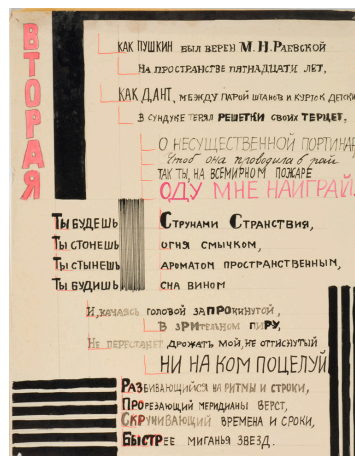 ВТОРАЯ
КАК ПУШКИН БЫЛ ВЕРЕН М.Н.РАЕВСКОЙ
НА ПРОСТРАНСТВЕ ПЯТНАДЦАТИ ЛЕТ,
КАК ДАНТ, МЕЖДУ ПАРОЙ ШТАНОВ И КУРТОК ДЕТСКИ
В СУНДУКЕ ТЕРЯЛ РЕШЕТКИ СВОИХ ТЕРЦЕТ,
О НЕСУЩЕСТВЕННОЙ ПОРТИНАР
Чтоб она проводила в рай
ТАК ТЫ, НА ВСЕМИРНОМ ПОЖАРЕ
ОДУ МНЕ НАИГРАЙ.
ТЫ БУДЕШЬ СТРУНАМИ СТРАНСТВИЯ,
ТЫ СТОНЕШЬ ОГНЯ СМЫЧКОМ,
ТЫ СТЫНЕШЬ АРОМАТОМ ПРОСТРАНСТВЕННЫМ,
ТЫ БУДИШЬ СНА ВИНОМ
И, КАЧАЯСЬ ГОЛОВОЙ ЗАПРОКИНУТОЙ,
В ЗРИТЕЛЬНОМ ПИРУ,
НЕ ПЕРЕСТАНЕТ ДРОЖАТЬ МОЙ, НЕ ОТТИСНУТЫЙ
НИ НА КОМ ПОЦЕЛУЙ,
РАЗБИВАЮЩИЙСЯ НА РИТМЫ И СТРОКИ,
ПРОРЕЗАЮЩИЙ МЕРИДИАНЫ ВЕРСТ,
СКРУЧИВАЮЩИЙ ВРЕМЕНА И СРОКИ,
БЫСТРЕЕ МИГАНЬЯ ЗВЕЗД.